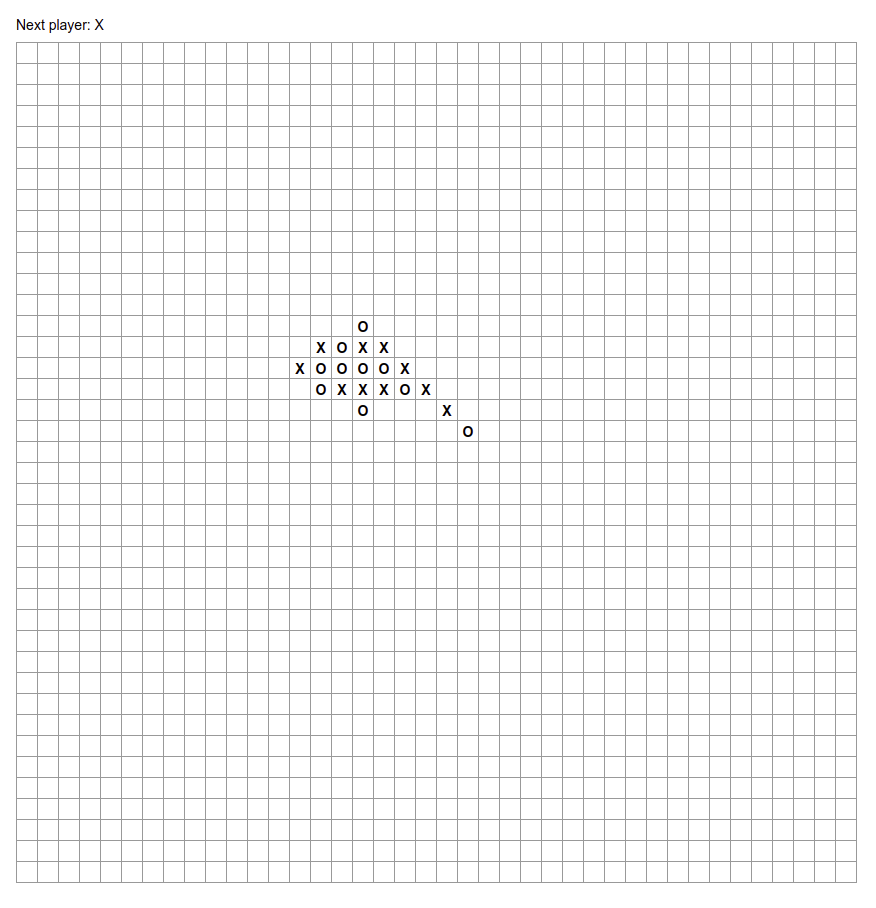 Next player: X
O
X O X X
X O O O O X
O X X X O X
O X
O